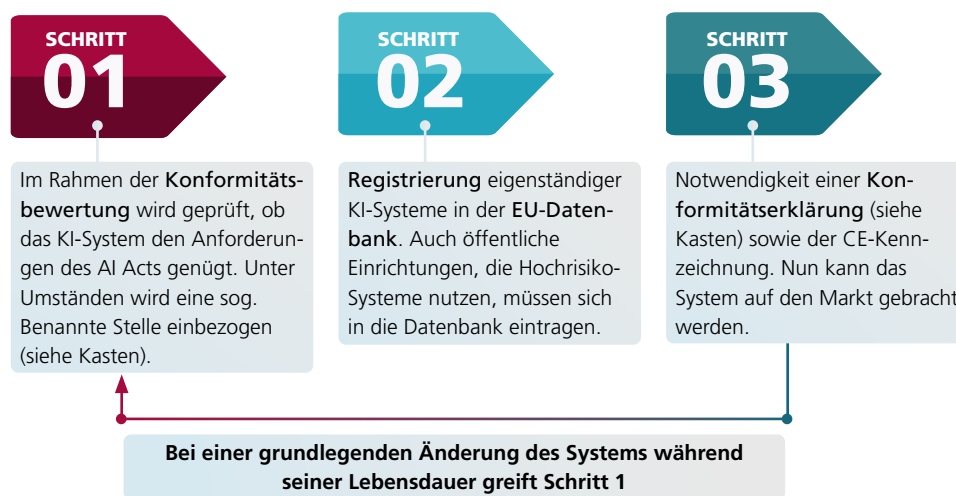 SCHRITT
01
Im Rahmen der Konformitäts-
bewertung wird geprüft, ob
das KI-System den Anforderun-
gen des AI Acts genügt. Unter
Umständen wird eine sog.
Benannte Stelle einbezogen
(siehe Kasten).
SCHRITT
02
Registrierung eigenständiger
KI-Systeme in der EU-Daten-
bank. Auch öffentliche
Einrichtungen, die Hochrisiko-
Systeme nutzen, müssen sich
in die Datenbank eintragen.
SCHRITT
03
Notwendigkeit einer Kon-
formitätserklärung (siehe
Kasten) sowie der CE-Kenn-
zeichnung. Nun kann das
System auf den Markt gebracht
werden.
Bei einer grundlegenden Änderung des Systems während
seiner Lebensdauer greift Schritt 1